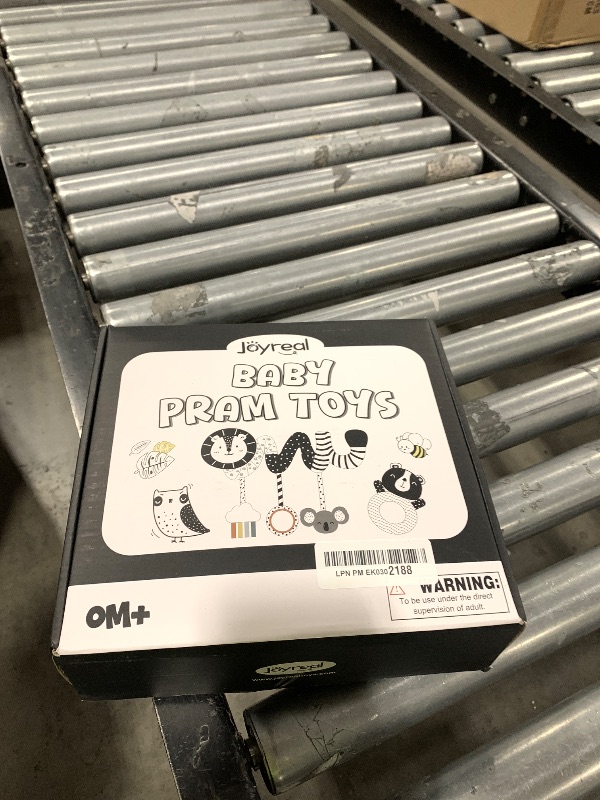 Joyreal
BABY
PRAM TOYS
LPN PM EK0302188
WARNING:
To be use under the direct
supervision of adult.
0M+
Joyreal